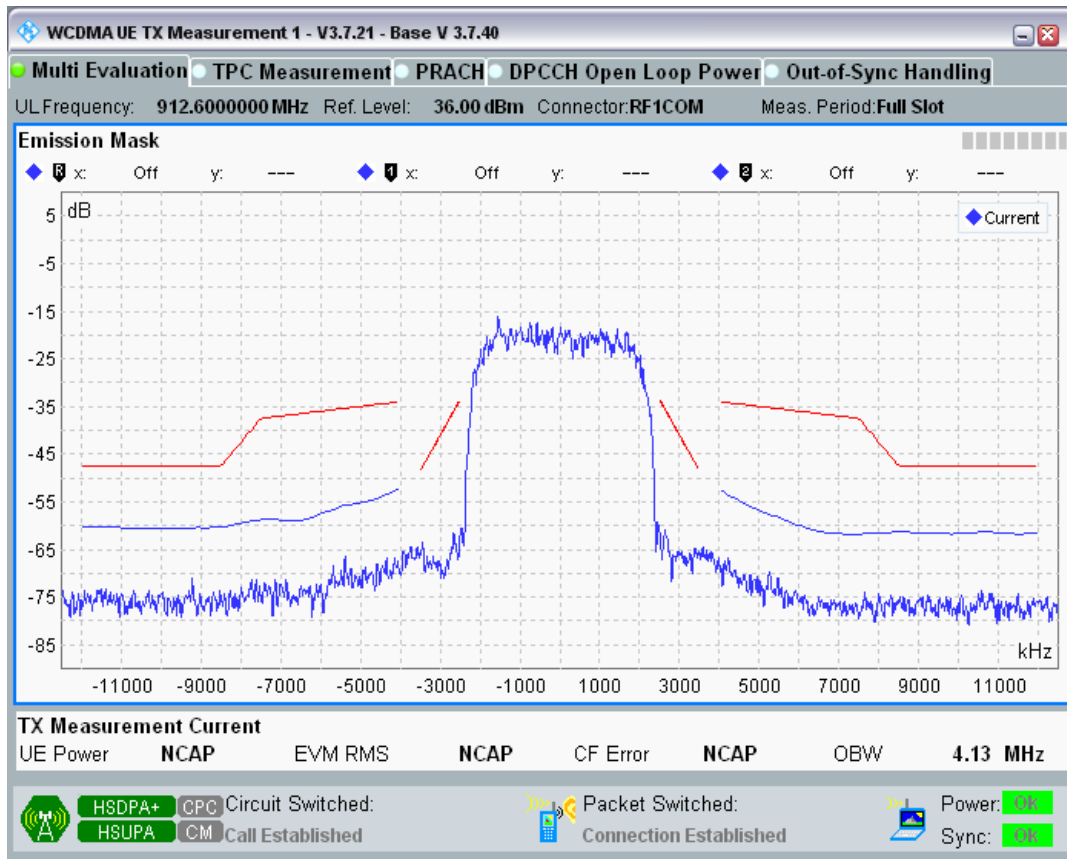 WCDMA UE TX Measurement 1 - V3.7.21 - Base V 3.7.40
Multi Evaluation TPC Measurement PRACH DPCCH Open Loop Power Out-of-Sync Handling
UL Frequency: 912.6000000 MHz Ref. Level: 36.00 dBm Connector: RF1COM Meas. Period: Full Slot
Emission Mask
R x: Off y: --- 1 x: Off y: --- 2 x: Off y: ---
dB
Current
5
-5
-15
-25
-35
-45
-55
-65
-75
-85
kHz
-11000 -9000 -7000 -5000 -3000 -1000 1000 3000 5000 7000 9000 11000
TX Measurement Current
UE Power NCAP EVM RMS NCAP CF Error NCAP OBW 4.13 MHz
HSDPA+ CPC Circuit Switched: Packet Switched: Power: Ok
HSUPA CM Call Established Connection Established Sync: Ok